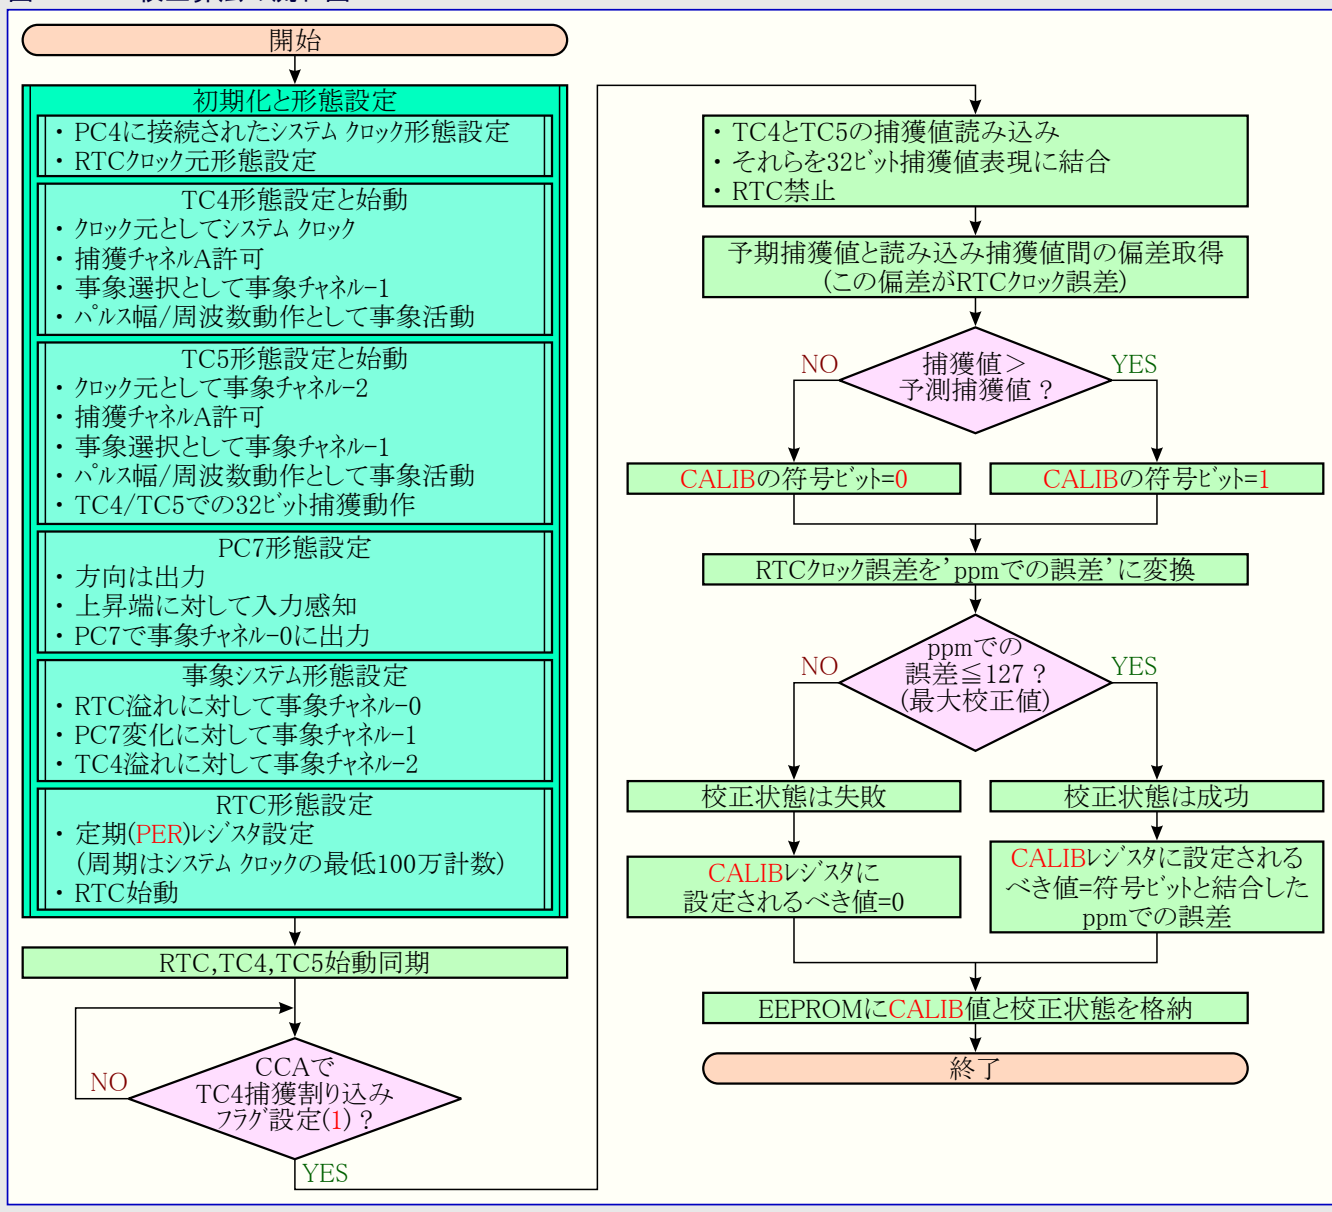 開始
初期化と形態設定
・ PC4に接続されたシステム クロック形態設定
・ RTCクロック元形態設定
TC4形態設定と始動
・ クロック元としてシステム クロック
・ 捕獲チャネルA許可
・ 事象選択として事象チャネル-1
・ パルス幅/周波数動作として事象活動
TC5形態設定と始動
・ クロック元として事象チャネル-2
・ 捕獲チャネルA許可
・ 事象選択として事象チャネル-1
・ パルス幅/周波数動作として事象活動
・ TC4/TC5での32ビット捕獲動作
PC7形態設定
・ 方向は出力
・ 上昇端に対して入力感知
・ PC7で事象チャネル-0に出力
事象システム形態設定
・ RTC溢れに対して事象チャネル-0
・ PC7変化に対して事象チャネル-1
・ TC4溢れに対して事象チャネル-2
RTC形態設定
・ 定期(PER)レジスタ設定
(周期はシステム クロックの最低100万計数)
・ RTC始動
RTC,TC4,TC5始動同期
CCAで
TC4捕獲割り込み
フラグ設定(1) ?
NO
YES
・ TC4とTC5の捕獲値読み込み
・ それらを32ビット捕獲値表現に結合
・ RTC禁止
予期捕獲値と読み込み捕獲値間の偏差取得
(この偏差がRTCクロック誤差)
捕獲値＞
予測捕獲値 ?
NO
YES
CALIBの符号ビット=0
CALIBの符号ビット=1
RTCクロック誤差を'ppmでの誤差'に変換
ppmでの
誤差≦127 ?
(最大校正値)
NO
YES
校正状態は失敗
校正状態は成功
CALIBレジスタに
設定されるべき値=0
CALIBレジスタに設定される
べき値=符号ビットと結合した
ppmでの誤差
EEPROMにCALIB値と校正状態を格納
終了